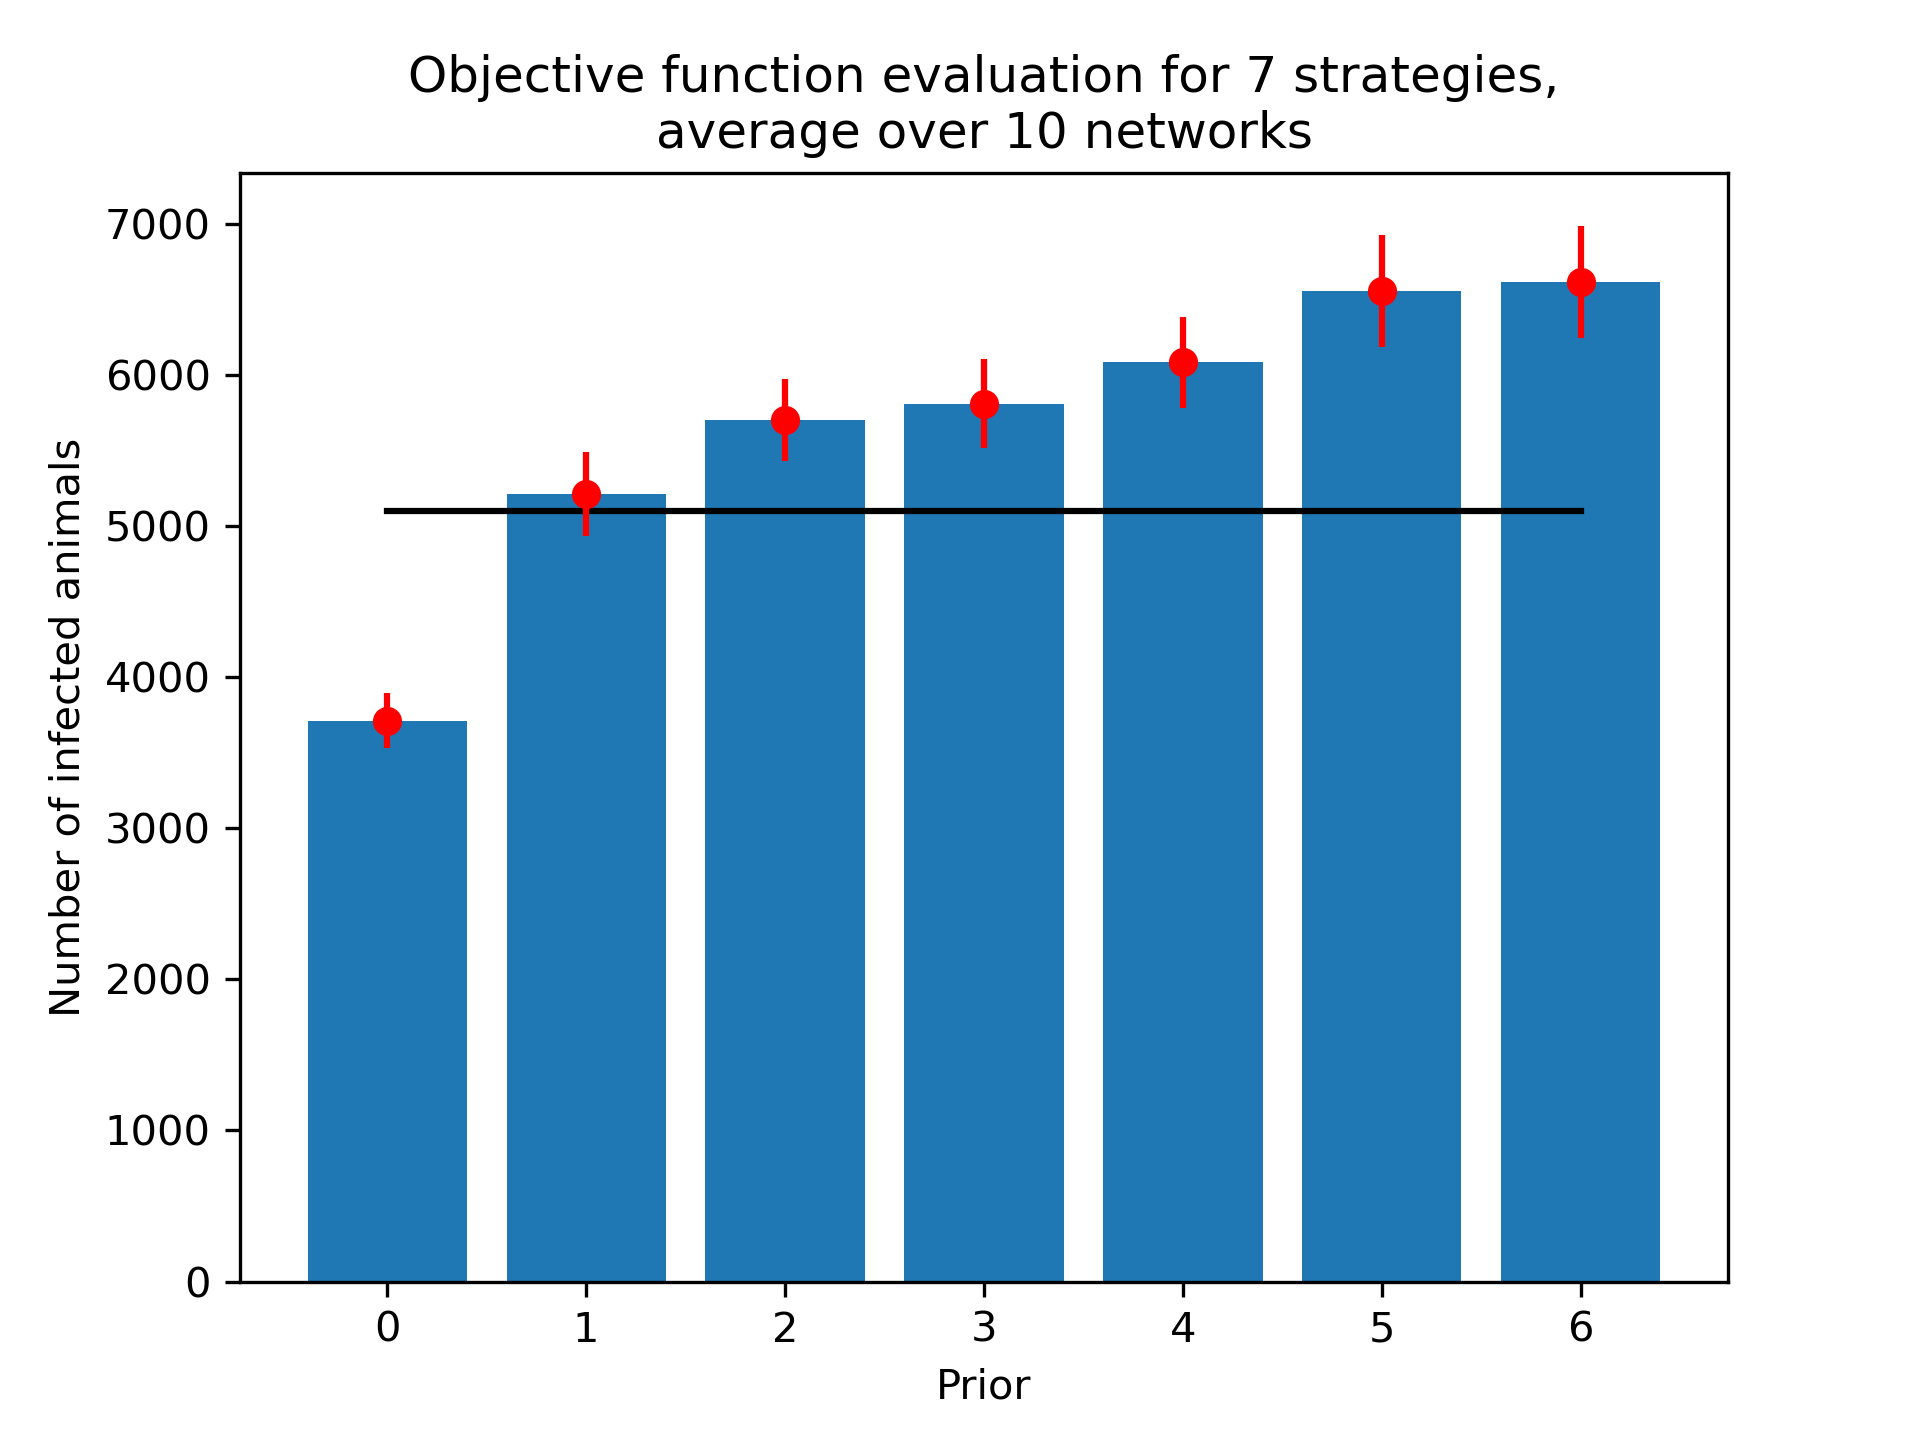 Objective function evaluation for 7 strategies,
average over 10 networks
7000
6000
5000
4000
3000
2000
1000
0
Number of infected animals
0 1 2 3 4 5 6
Prior